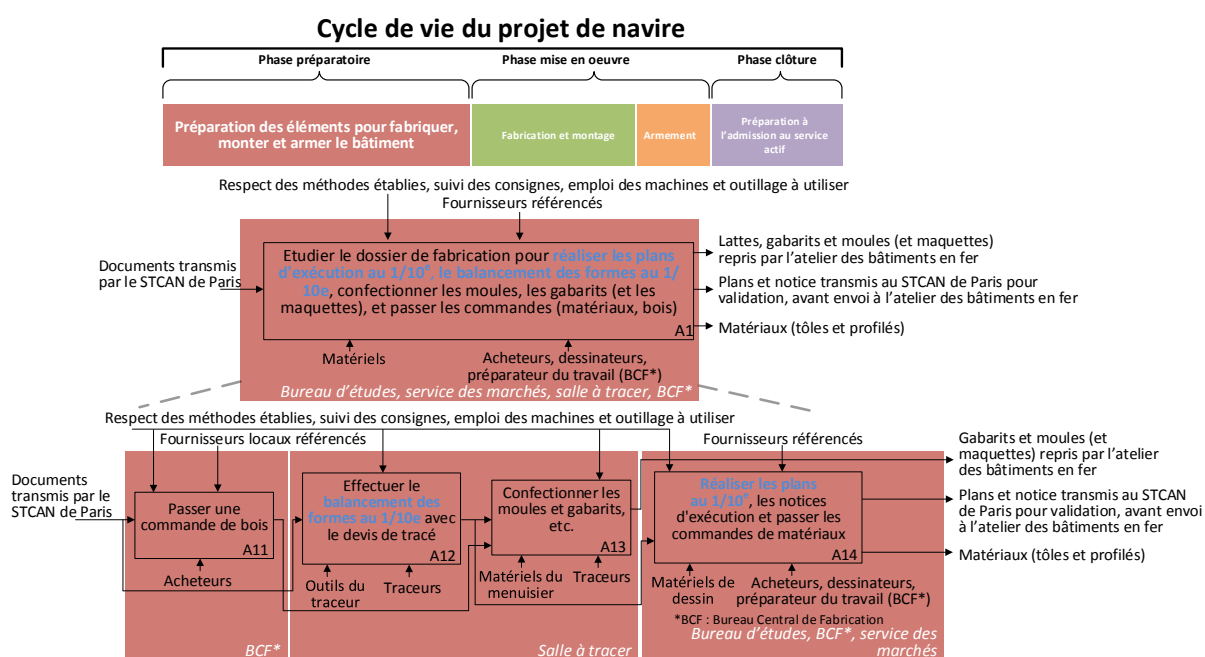 Cycle de vie du projet de navire
Phase préparatoire
Phase mise en oeuvre
Phase clôture
Préparation des éléments pour fabriquer,
monter et armer le bâtiment
Fabrication et montage
Armement
Préparation à
l'admission au service
actif
Respect des méthodes établies, suivi des consignes, emploi des machines et outillage à utiliser
Fournisseurs référencés
Documents transmis
par le STCAN de Paris
Etudier le dossier de fabrication pour réaliser les plans
d'exécution au 1/10e, le balancement des formes au 1/
10e, confectionner les moules, les gabarits (et les
maquettes), et passer les commandes (matériaux, bois)
A1
Lattes, gabarits et moules (et maquettes)
repris par l'atelier des bâtiments en fer
Plans et notice transmis au STCAN de Paris pour
validation, avant envoi à l'atelier des bâtiments en fer
Matériaux (tôles et profilés)
Matériels
Acheteurs, dessinateurs,
préparateur du travail (BCF*)
Bureau d'études, service des marchés, salle à tracer, BCF*
Respect des méthodes établies, suivi des consignes, emploi des machines et outillage à utiliser
Fournisseurs locaux référencés
Fournisseurs référencés
Documents
transmis par le
STCAN de Paris
Passer une
commande de bois
A11
Acheteurs
BCF*
Effectuer le
balancement des
formes au 1/10e avec
le devis de tracé
A12
Outils du
traceur
Traceurs
Confectionner les
moules et gabarits,
etc.
A13
Matériels du
menuisier
Traceurs
Salle à tracer
Réaliser les plans
au 1/10e, les notices
d'exécution et passer les
commandes de matériaux
A14
Matériels de
dessin
Acheteurs, dessinateurs,
préparateur du travail (BCF*)
*BCF : Bureau Central de Fabrication
Bureau d'études, BCF*, service des
marchés
Gabarits et moules (et
maquettes) repris par l'atelier
des bâtiments en fer
Plans et notice transmis au STCAN
de Paris pour validation, avant envoi
à l'atelier des bâtiments en fer
Matériaux (tôles et profilés)